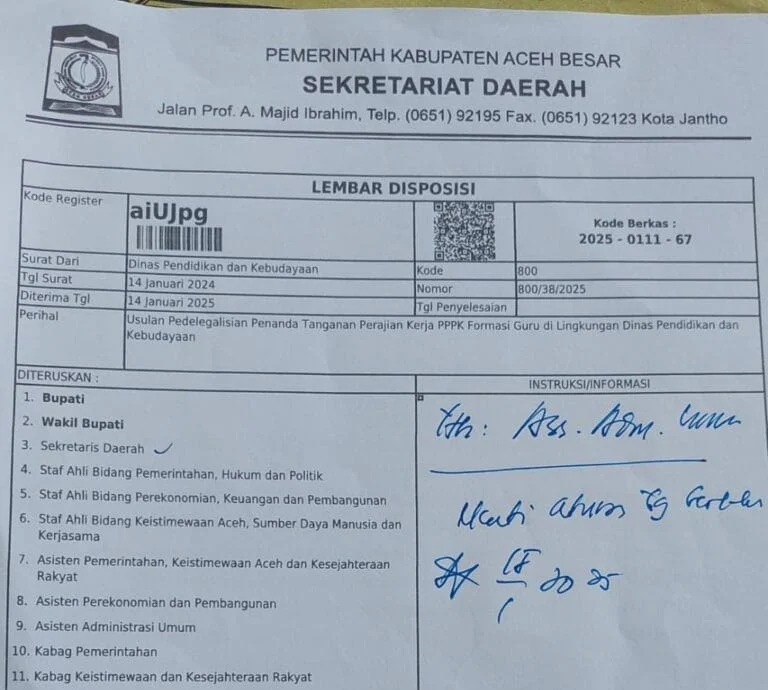 PEMERINTAH KABUPATEN ACEH BESAR
SEKRETARIAT DAERAH
Jalan Prof. A. Majid Ibrahim, Telp. (0651) 92195 Fax. (0651) 92123 Kota Jantho
LEMBAR DISPOSISI
Kode Register
aiUJpg
Kode Berkas :
2025 - 0111 - 67
Surat Dari
Dinas Pendidikan dan Kebudayaan
Kode
800
Tgl Surat
14 Januari 2024
Nomor
800/38/2025
Diterima Tgl
14 Januari 2025
Tgl Penyelesaian
Perihal
Usulan Pedelegalisian Penanda Tanganan Perajian Kerja PPPK Formasi Guru di Lingkungan Dinas Pendidikan dan
Kebudayaan
DITERUSKAN :
1. Bupati
2. Wakil Bupati
3. Sekretaris Daerah
4. Staf Ahli Bidang Pemerintah, Hukum dan Politik
5. Staf Ahli Bidang Perekonomian, Keuangan dan Pembangunan
6. Staf Ahli Bidang Keistimewaan Aceh, Sumber Daya Manusia dan
Kerjasama
7. Asisten Pemerintah, Keistimewaan Aceh dan Kesejahteraan
Rakyat
8. Asisten Perekonomian dan Pembangunan
9. Asisten Administrasi Umum
10. Kabag Pemerintahan
11. Kabag Keistimewaan dan Kesejahteraan Rakyat
INSTRUKSI/INFORMASI
Yth: Ass. Adm. Umum